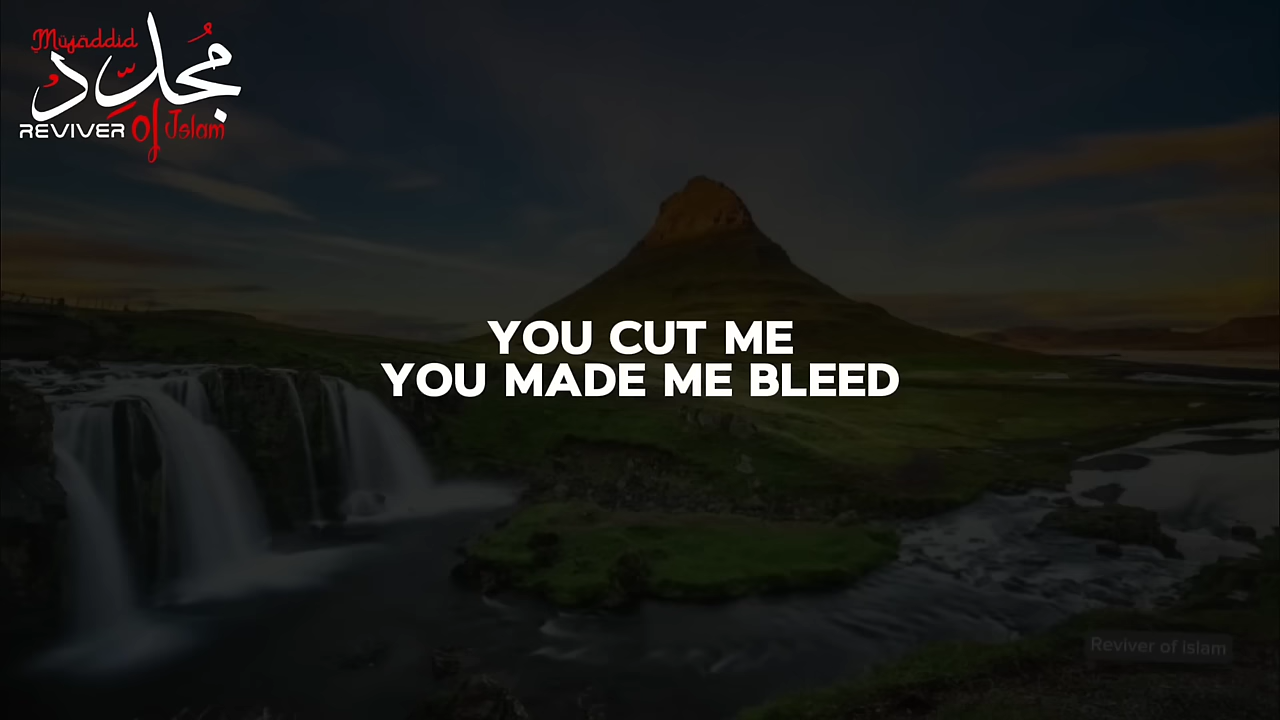 Mujaddid
مُجدِّد
REVIVER Of Islam
YOU CUT ME
YOU MADE ME BLEED
Reviver of islam